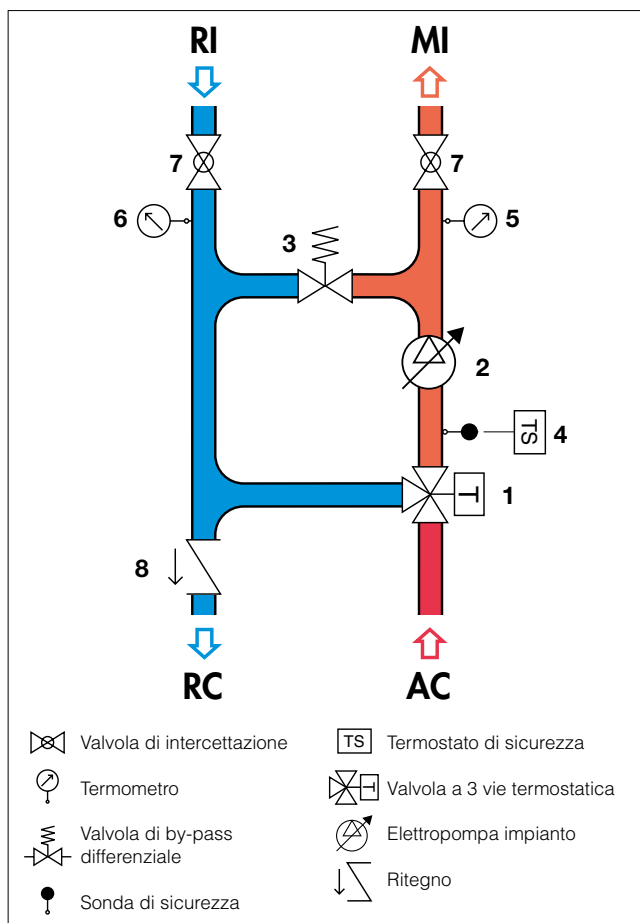 RI MI
7 7
6 3 5
2
TS 4
T 1
8
RC AC
Valvola di intercettazione
Termometro
Valvola di by-pass
differenziale
Sonda di sicurezza
TS Termostato di sicurezza
T Valvola a 3 vie termostatica
Elettropompa impianto
Ritegno